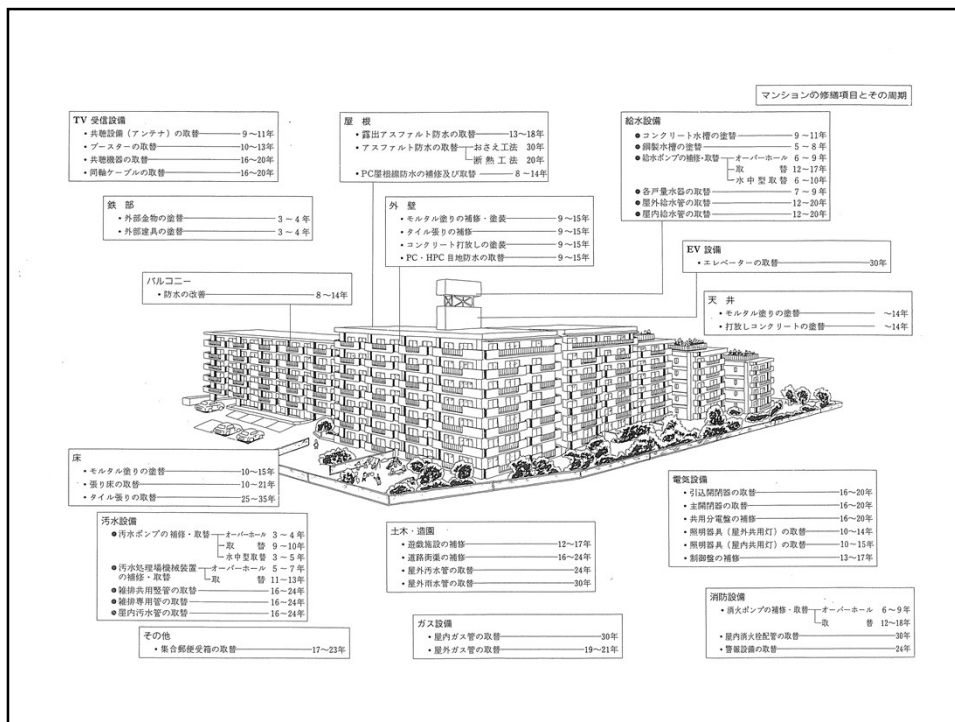 マンションの修繕項目とその周期
TV 受信設備
• 共聴設備（アンテナ）の取替 9～11年
• ブースターの取替 10～13年
• 共聴機器の取替 16～20年
• 同軸ケーブルの取替 16～20年
鉄 部
• 外部金物の塗替 3～4年
• 外部建具の塗替 3～4年
バルコニー
• 防水の改善 8～14年
屋 根
• 露出アスファルト防水の取替 13～18年
• アスファルト防水の取替 おさえ工法 30年
断熱工法 20年
• PC屋根線防水の補修及び取替 8～14年
外 壁
• モルタル塗りの補修・塗装 9～15年
• タイル張りの補修 9～15年
• コンクリート打放しの塗装 9～15年
• PC・HPC目地防水の取替 9～15年
給水設備
●コンクリート水槽の塗替 9～11年
●鋼製水槽の塗替 5～8年
●給水ポンプの補修・取替 オーバーホール 6～9年
取 替 12～17年
水中型取替 6～10年
●各戸量水器の取替 7～9年
●屋外給水管の取替 12～20年
●屋内給水管の取替 12～20年
EV 設備
• エレベーターの取替 30年
天 井
• モルタル塗りの塗替 ～14年
• 打放しコンクリートの塗替 ～14年
床
• モルタル塗りの塗替 10～15年
• 張り床の取替 10～21年
• タイル張りの取替 25～35年
汚水設備
●汚水ポンプの補修・取替 オーバーホール 3～4年
取 替 9～10年
水中型取替 3～5年
●汚水処理場機械装置 オーバーホール 5～7年
の補修・取替 取 替 11～13年
●雑排共用竪管の取替 16～24年
●雑排専用管の取替 16～24年
●屋内汚水管の取替 16～24年
その他
• 集合郵便受箱の取替 17～23年
土木・造園
• 遊戯施設の補修 12～17年
• 道路街渠の補修 16～24年
• 屋外汚水管の取替 24年
• 屋外雨水管の取替 30年
ガス設備
• 屋内ガス管の取替 30年
• 屋外ガス管の取替 19～21年
電気設備
• 引込開閉器の取替 16～20年
• 主開閉器の取替 16～20年
• 共用分電盤の補修 16～20年
• 照明器具（屋外共用灯）の取替 10～14年
• 照明器具（屋内共用灯）の取替 10～15年
• 制御盤の補修 13～17年
消防設備
• 消火ポンプの補修・取替 オーバーホール 6～9年
取 替 12～18年
• 屋内消火栓配管の取替 30年
• 警報設備の取替 24年